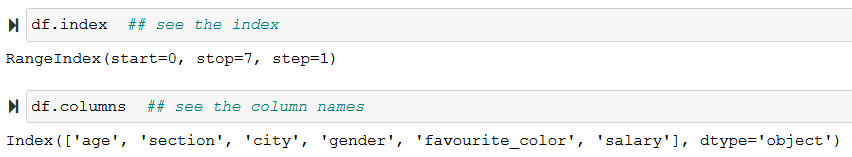 df.index  ## see the index
RangeIndex(start=0, stop=7, step=1)
df.columns  ## see the column names
Index(['age', 'section', 'city', 'gender', 'favourite_color', 'salary'], dtype='object')